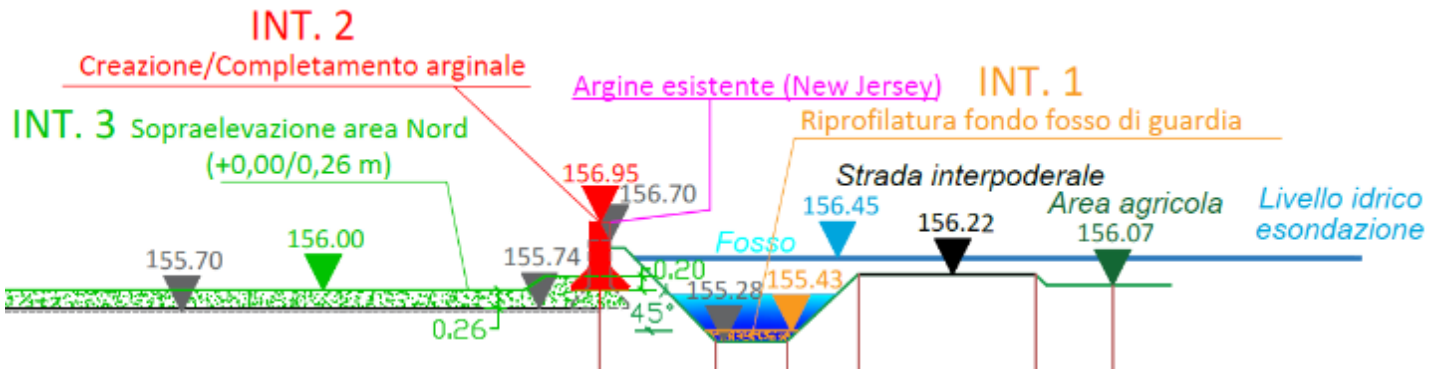 INT. 2
Creazione/Completamento arginale
Argine esistente (New Jersey)
INT. 1
Riprofilatura fondo fosso di guardia
INT. 3 Sopraelevazione area Nord
(+0,00/0,26 m)
156.95
156.70
Strada interpoderale
156.45
156.22
Area agricola
156.07
Livello idrico
esondazione
Fosso
155.70
156.00
155.74
0.20
155.28
155.43
45°
0.26